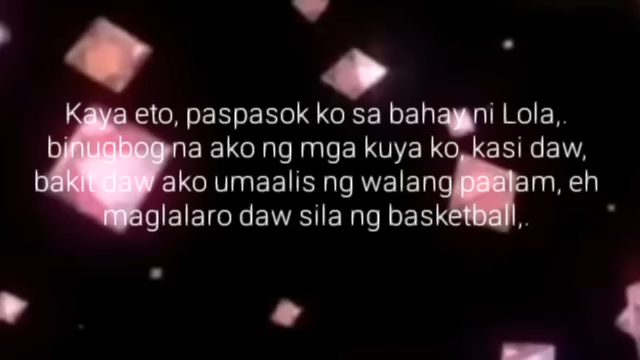 Kaya eto, paspasok ko sa bahay ni Lola,.
binugbog na ako ng mga kuya ko, kasi daw,
bakit daw ako umaalis ng walang paalam, eh
maglalaro daw sila ng basketball,.